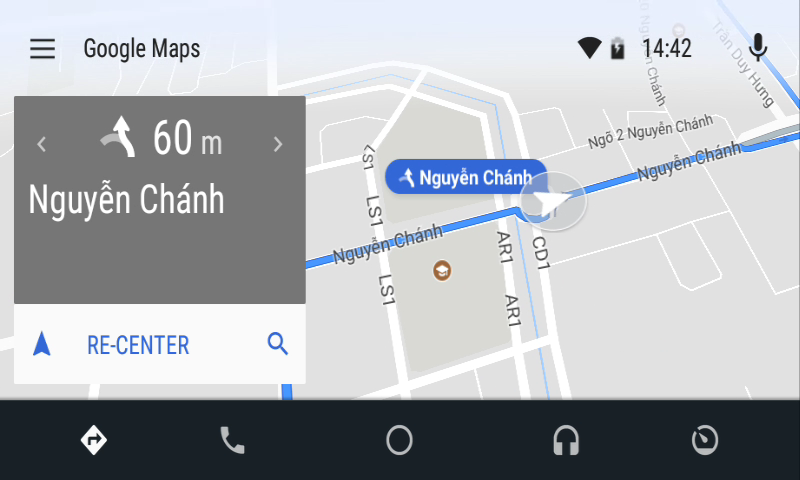 Google Maps
14:42
60 m
Nguyễn Chánh
RE-CENTER
Nguyễn Chánh
Trần Duy Hưng
Nguyễn Chánh
Ngõ 2 Nguyễn Chánh
Nguyễn Chánh
Nguyễn Chánh
LS1
LS1
LS1
AR1
AR1
CD1